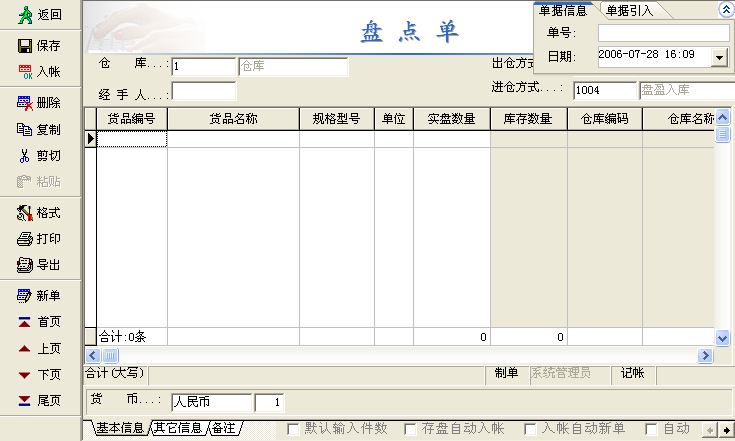 返回
保存
入帐
删除
复制
剪切
粘贴
格式
打印
导出
新单
首页
上页
下页
尾页
盘点单
单据信息 单据引入
单号:
日期: 2006-07-28 16:09
仓 库...: 1 仓库
出仓方式
经 手 人...:
进仓方式...: 1004 盘盈入库
货品编号 货品名称 规格型号 单位 实盘数量 库存数量 仓库编码 仓库名称
合计:0条 0 0
合计(大写) 制单 系统管理员 记帐
货 币...: 人民币 1
基本信息 其它信息 备注 默认输入件数 存盘自动入帐 入帐自动新单 自动